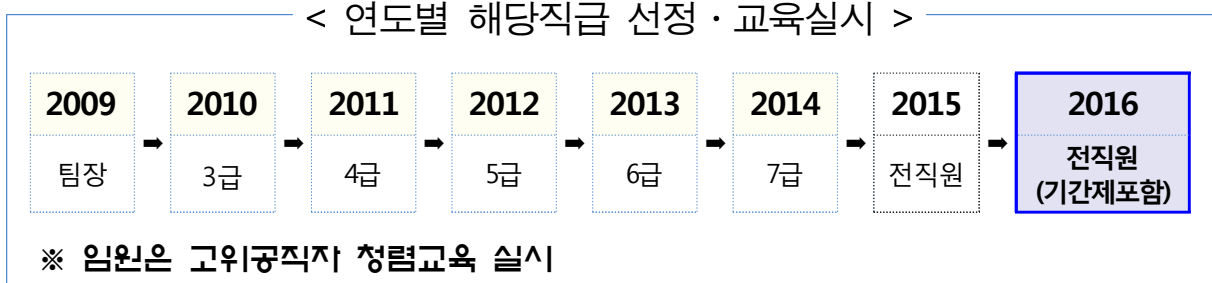 < 연도별 해당직급 선정·교육실시 >
2009 ➡ 2010 ➡ 2011 ➡ 2012 ➡ 2013 ➡ 2014 ➡ 2015 ➡ 2016
팀장 3급 4급 5급 6급 7급 전직원 전직원
(기간제포함)
※ 임원은 고위공직자 청렴교육 실시